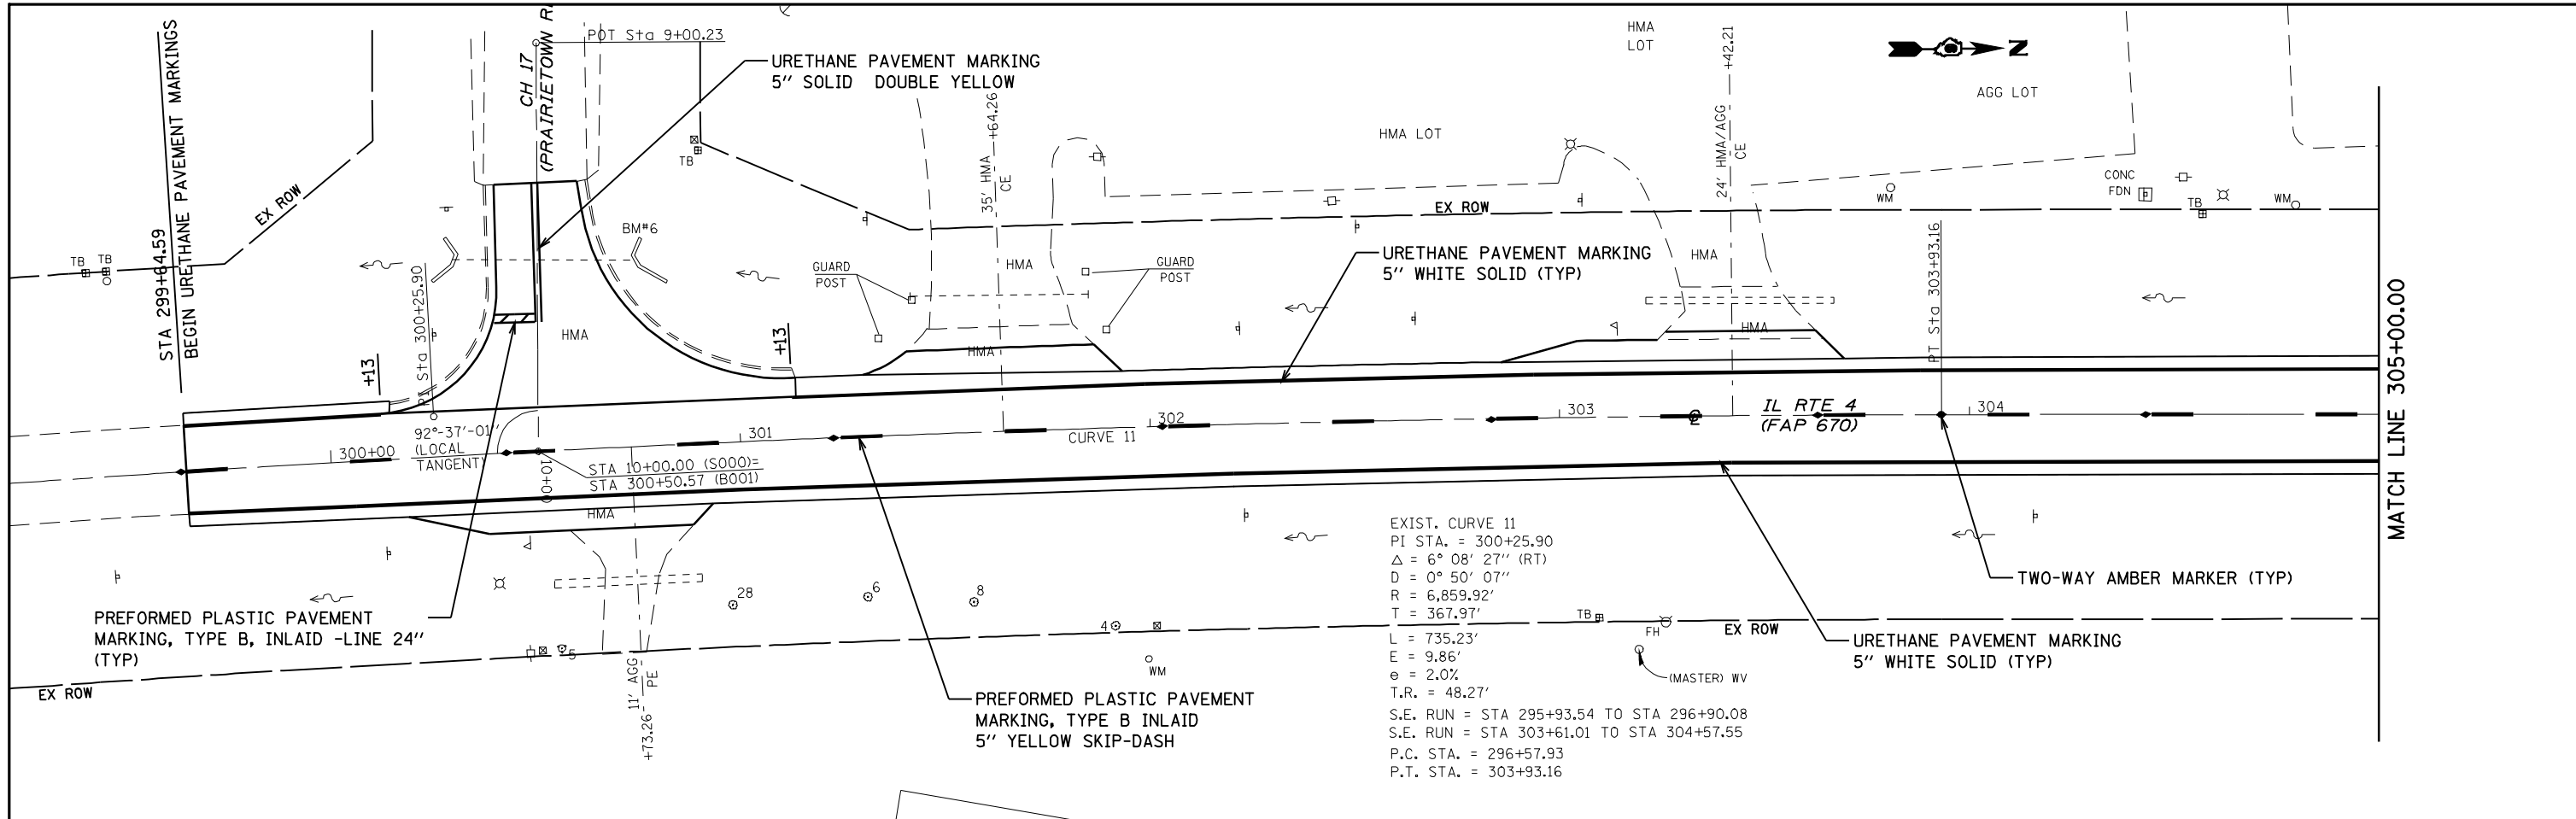 STA 299+64.59
BEGIN URETHANE PAVEMENT MARKINGS
POT Sta 9+00.23
CH 17
(PRAIRIETOWN
URETHANE PAVEMENT MARKING
5" SOLID DOUBLE YELLOW
HMA
LOT
+42.21
24' HMA/AGG
CE
N
AGG LOT
HMA LOT
+64.26
35' HMA
CE
TB
EX ROW
EX ROW
CONC
FDN
WM
TB
WM
BM#6
TB
TB
GUARD
POST
HMA
GUARD
POST
URETHANE PAVEMENT MARKING
5" WHITE SOLID (TYP)
HMA
PT Sta 303+93.16
PI Sta 300+25.90
MATCH LINE 305+00.00
+13
HMA
+13
HMA
HMA
300+00
92°-37'-01"
(LOCAL
TANGENT)
301
302
303
304
CURVE 11
IL RTE 4
(FAP 670)
STA 10+00.00 (S000)=
STA 300+50.57 (B001)
10+00
HMA
EXIST. CURVE 11
PI STA. = 300+25.90
Δ = 6° 08' 27" (RT)
D = 0° 50' 07"
R = 6,859.92'
T = 367.97'
L = 735.23'
E = 9.86'
e = 2.0%
T.R. = 48.27'
S.E. RUN = STA 295+93.54 TO STA 296+90.08
S.E. RUN = STA 303+61.01 TO STA 304+57.55
P.C. STA. = 296+57.93
P.T. STA. = 303+93.16
TWO-WAY AMBER MARKER (TYP)
28
6
8
4
5
PREFORMED PLASTIC PAVEMENT
MARKING, TYPE B, INLAID -LINE 24"
(TYP)
TB
FH
EX ROW
URETHANE PAVEMENT MARKING
5" WHITE SOLID (TYP)
WM
(MASTER) WV
EX ROW
+73.26
11' AGG
PE
PREFORMED PLASTIC PAVEMENT
MARKING, TYPE B INLAID
5" YELLOW SKIP-DASH